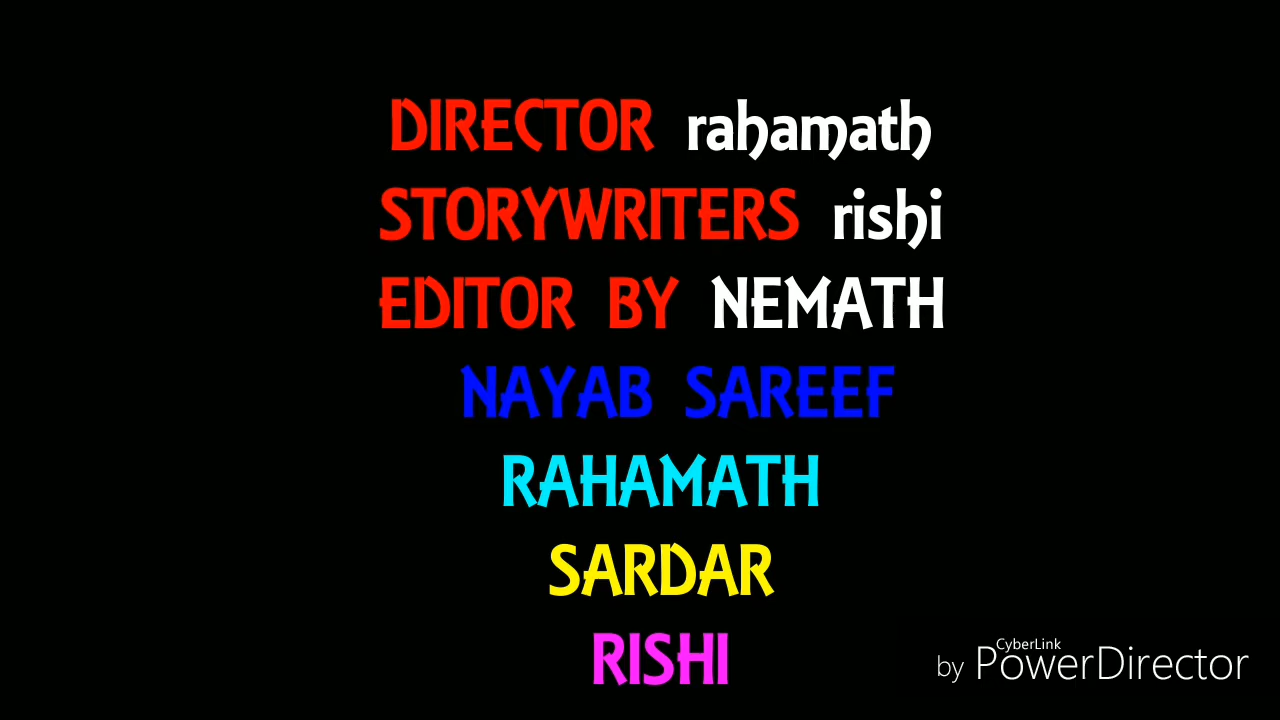 DIRECTOR rahamath
STORYWRITERS rishi
EDITOR BY NEMATH
NAYAB SAREEF
RAHAMATH
SARDAR
RISHI
CyberLink
by PowerDirector